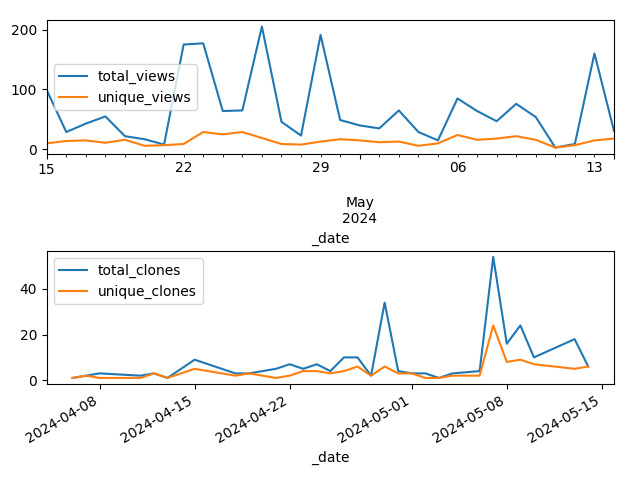 200
100
0
total_views
unique_views
15
22
29
06
13
May
2024
_date
40
20
0
total_clones
unique_clones
2024-04-08
2024-04-15
2024-04-22
2024-05-01
2024-05-08
2024-05-15
_date